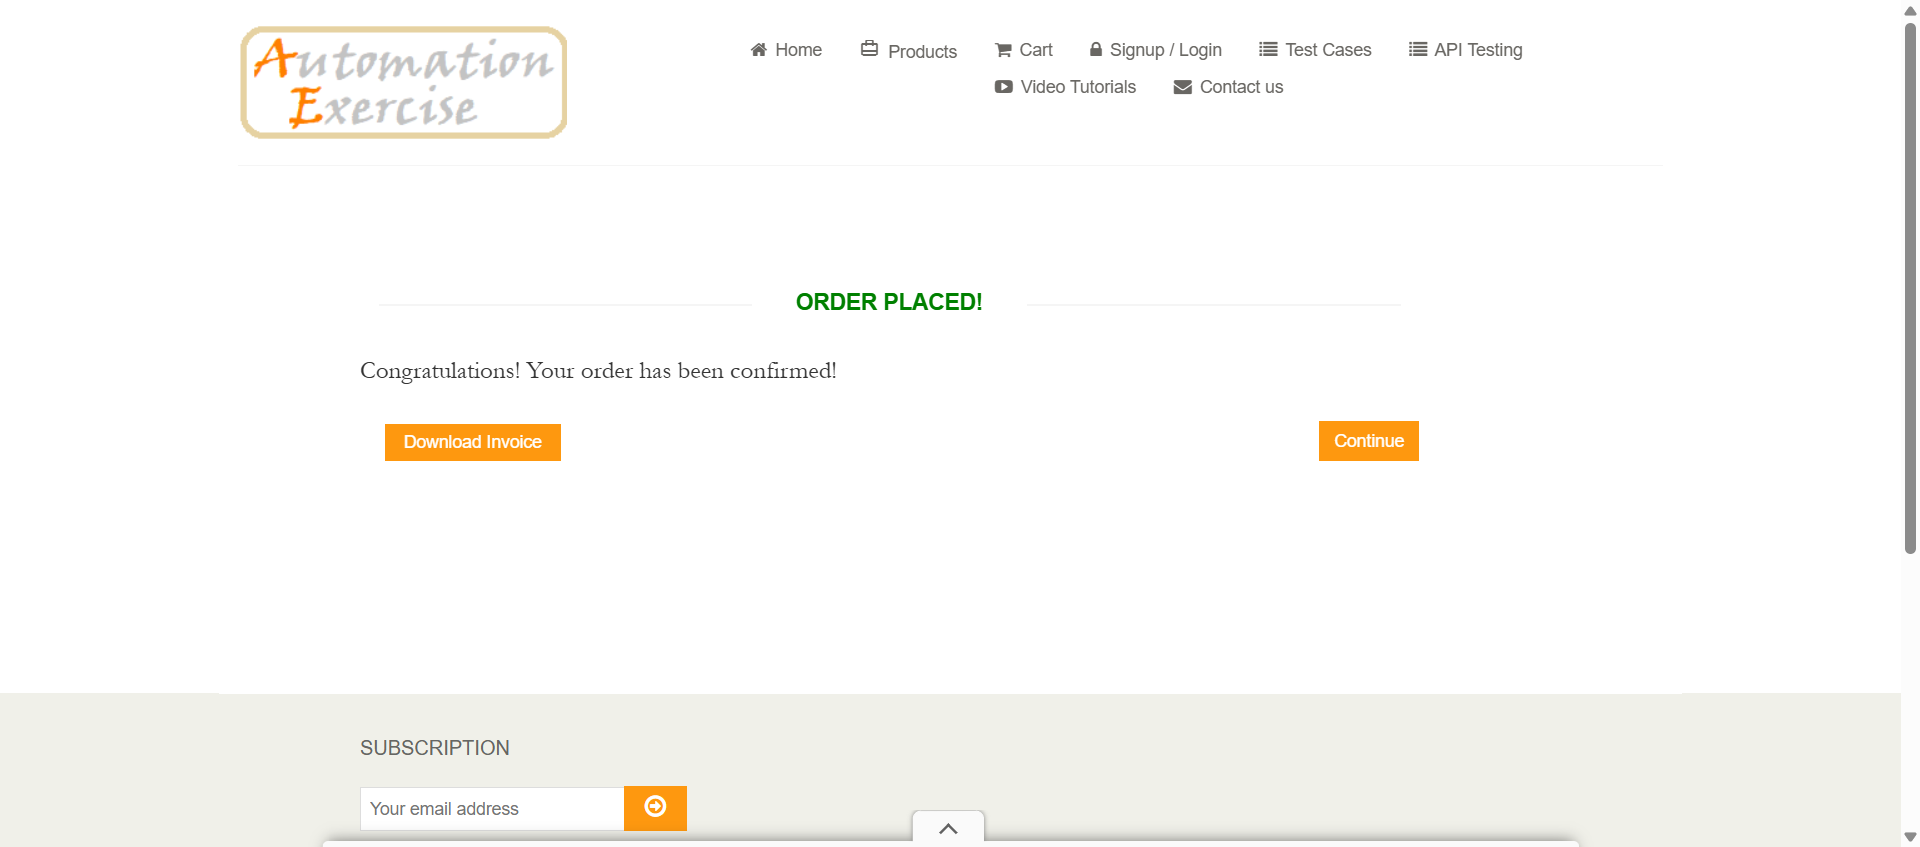 Automation
Exercise
Home
Products
Cart
Signup / Login
Test Cases
API Testing
Video Tutorials
Contact us
ORDER PLACED!
Congratulations! Your order has been confirmed!
Download Invoice
Continue
SUBSCRIPTION
Your email address